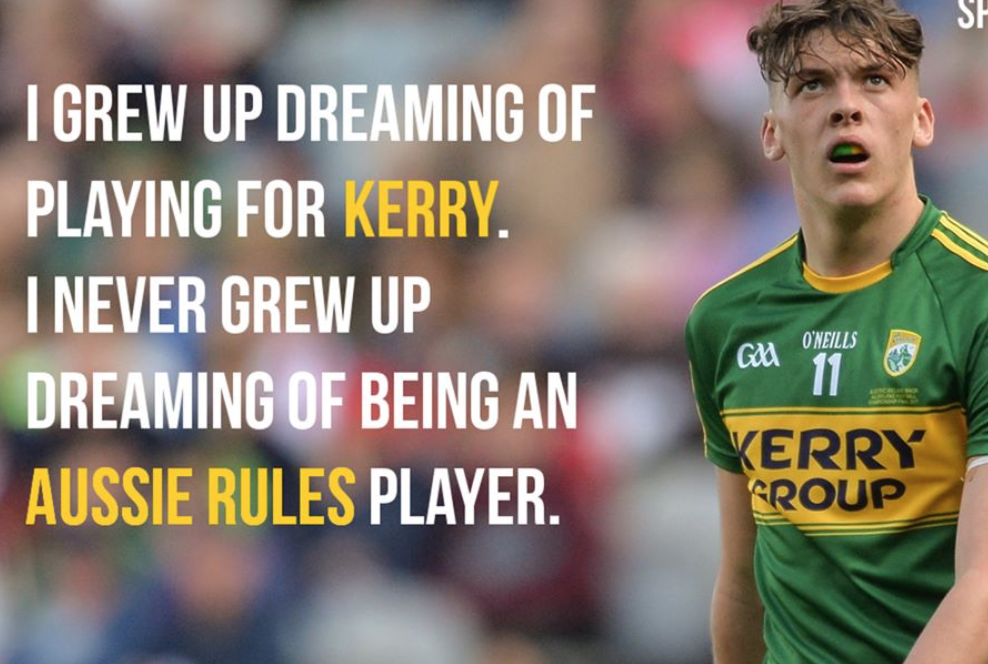 I GREW UP DREAMING OF
PLAYING FOR KERRY.
I NEVER GREW UP
DREAMING OF BEING AN
AUSSIE RULES PLAYER.
GAA
O'NEILLS
11
KERRY
GROUP